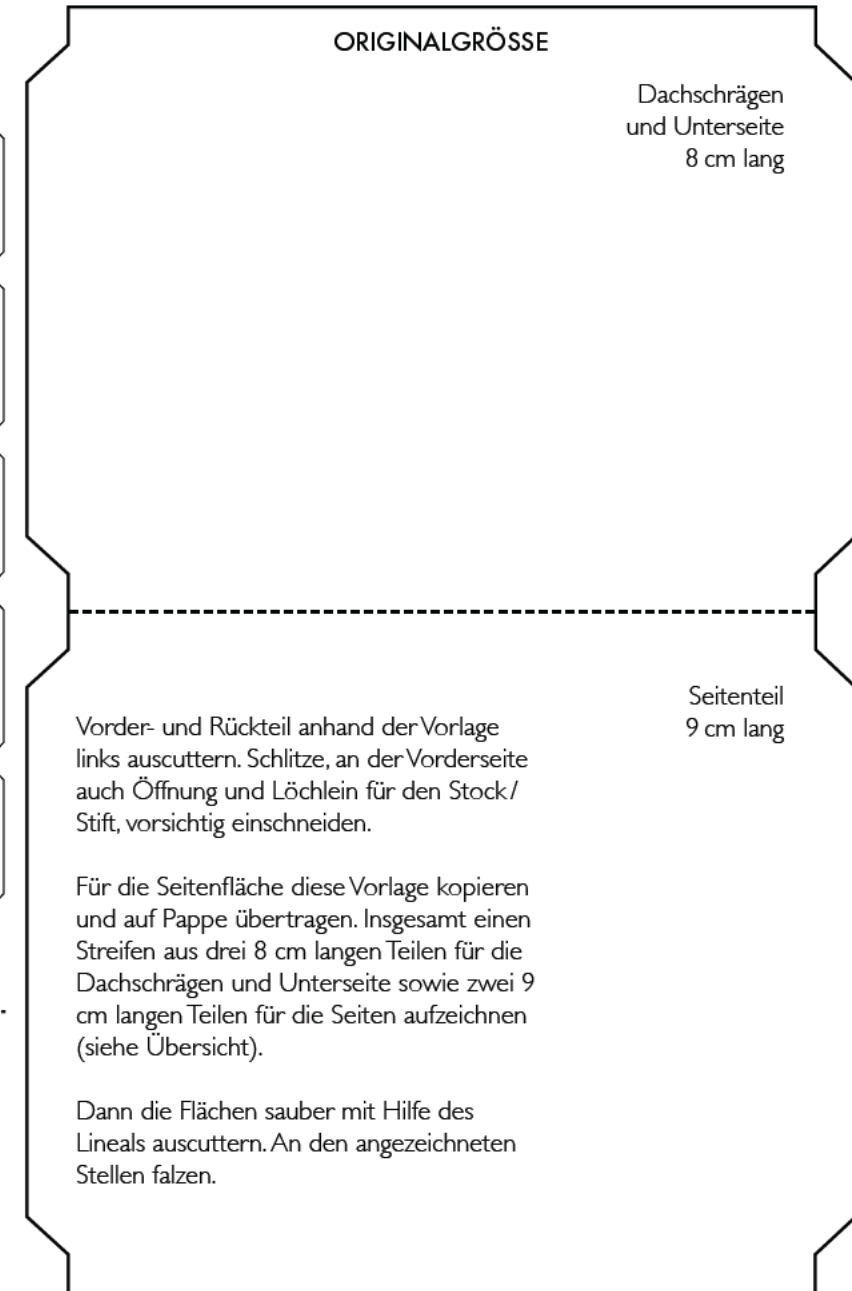 ORIGINALGRÖSSE
Dachschrägen
und Unterseite
8 cm lang
Seitenteil
9 cm lang
Vorder- und Rückteil anhand der Vorlage
links auscuttern. Schlitze, an der Vorderseite
auch Öffnung und Löchlein für den Stock/
Stift, vorsichtig einschneiden.
Für die Seitenfläche diese Vorlage kopieren
und auf Pappe übertragen. Insgesamt einen
Streifen aus drei 8 cm langen Teilen für die
Dachschrägen und Unterseite sowie zwei 9
cm langen Teilen für die Seiten aufzeichnen
(siehe Übersicht).
Dann die Flächen sauber mit Hilfe des
Lineals auscuttern. An den angezeichneten
Stellen falzen.